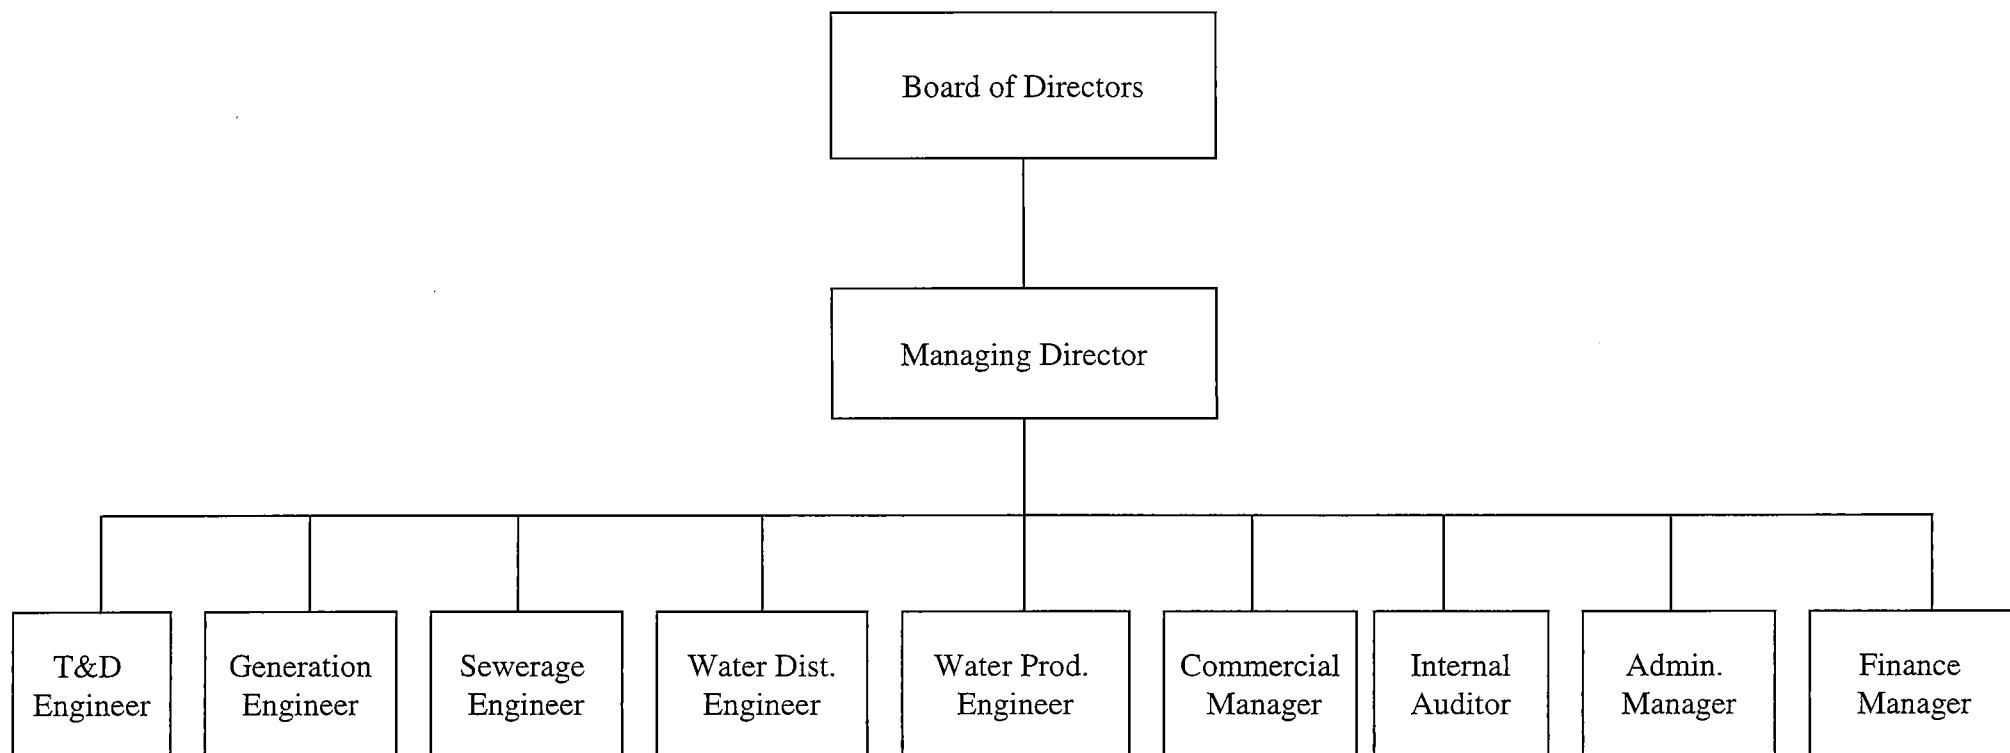 Board of Directors
Managing Director
T&D
Engineer
Generation
Engineer
Sewerage
Engineer
Water Dist.
Engineer
Water Prod.
Engineer
Commercial
Manager
Internal
Auditor
Admin.
Manager
Finance
Manager